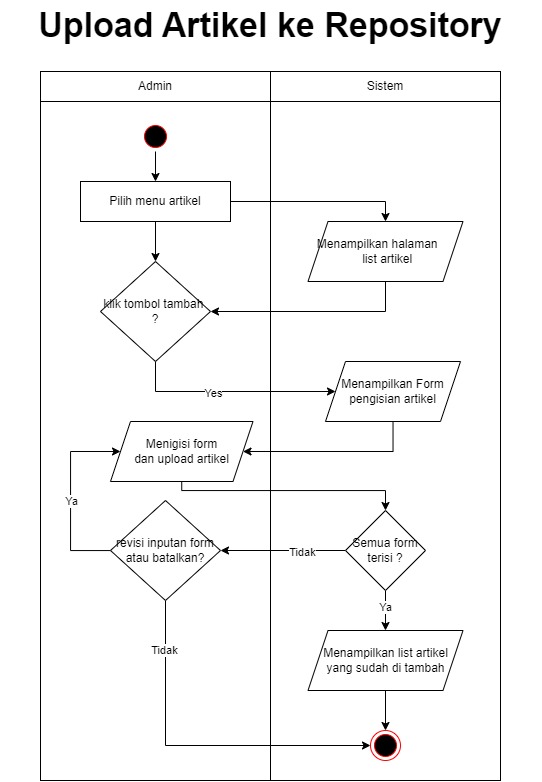 Upload Artikel ke Repository
Admin
Sistem
Pilih menu artikel
Menampilkan halaman
list artikel
klik tombol tambah
?
Yes
Menampilkan Form
pengisian artikel
Menigisi form
dan upload artikel
Ya
revisi inputan form
atau batalkan?
Tidak
Semua form
terisi ?
Ya
Tidak
Menampilkan list artikel
yang sudah di tambah